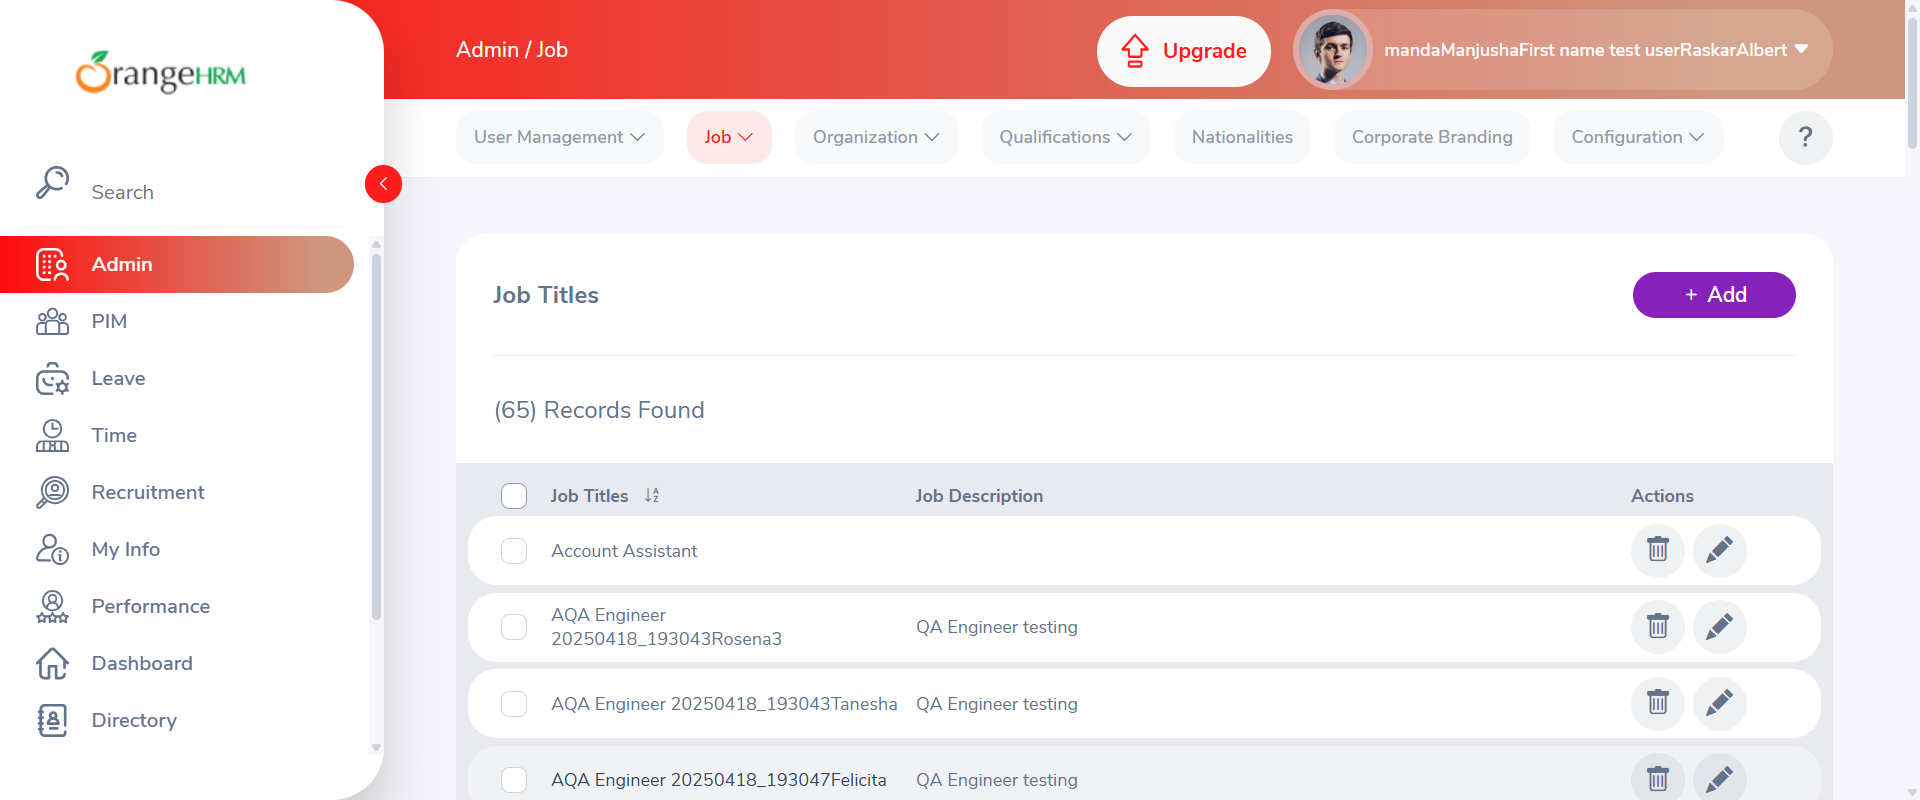 OrangeHRM
Admin / Job
Upgrade
mandaManjushaFirst name test userRaskarAlbert
User Management
Job
Organization
Qualifications
Nationalities
Corporate Branding
Configuration
?
Search
Admin
PIM
Leave
Time
Recruitment
My Info
Performance
Dashboard
Directory
Job Titles
+ Add
(65) Records Found
Job Titles
Job Description
Actions
Account Assistant
AQA Engineer
20250418_193043Rosena3
QA Engineer testing
AQA Engineer 20250418_193043Tanesha
QA Engineer testing
AQA Engineer 20250418_193047Felicita
QA Engineer testing